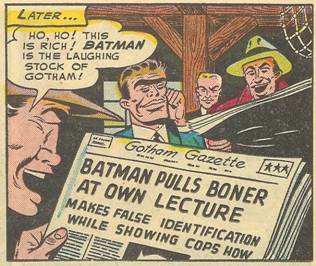 LATER...
HO, HO! THIS
IS RICH! BATMAN
IS THE LAUGHING
STOCK OF
GOTHAM!
Gotham Gazette
BATMAN PULLS BONER
AT OWN LECTURE
MAKES FALSE IDENTIFICATION
WHILE SHOWING COPS HOW